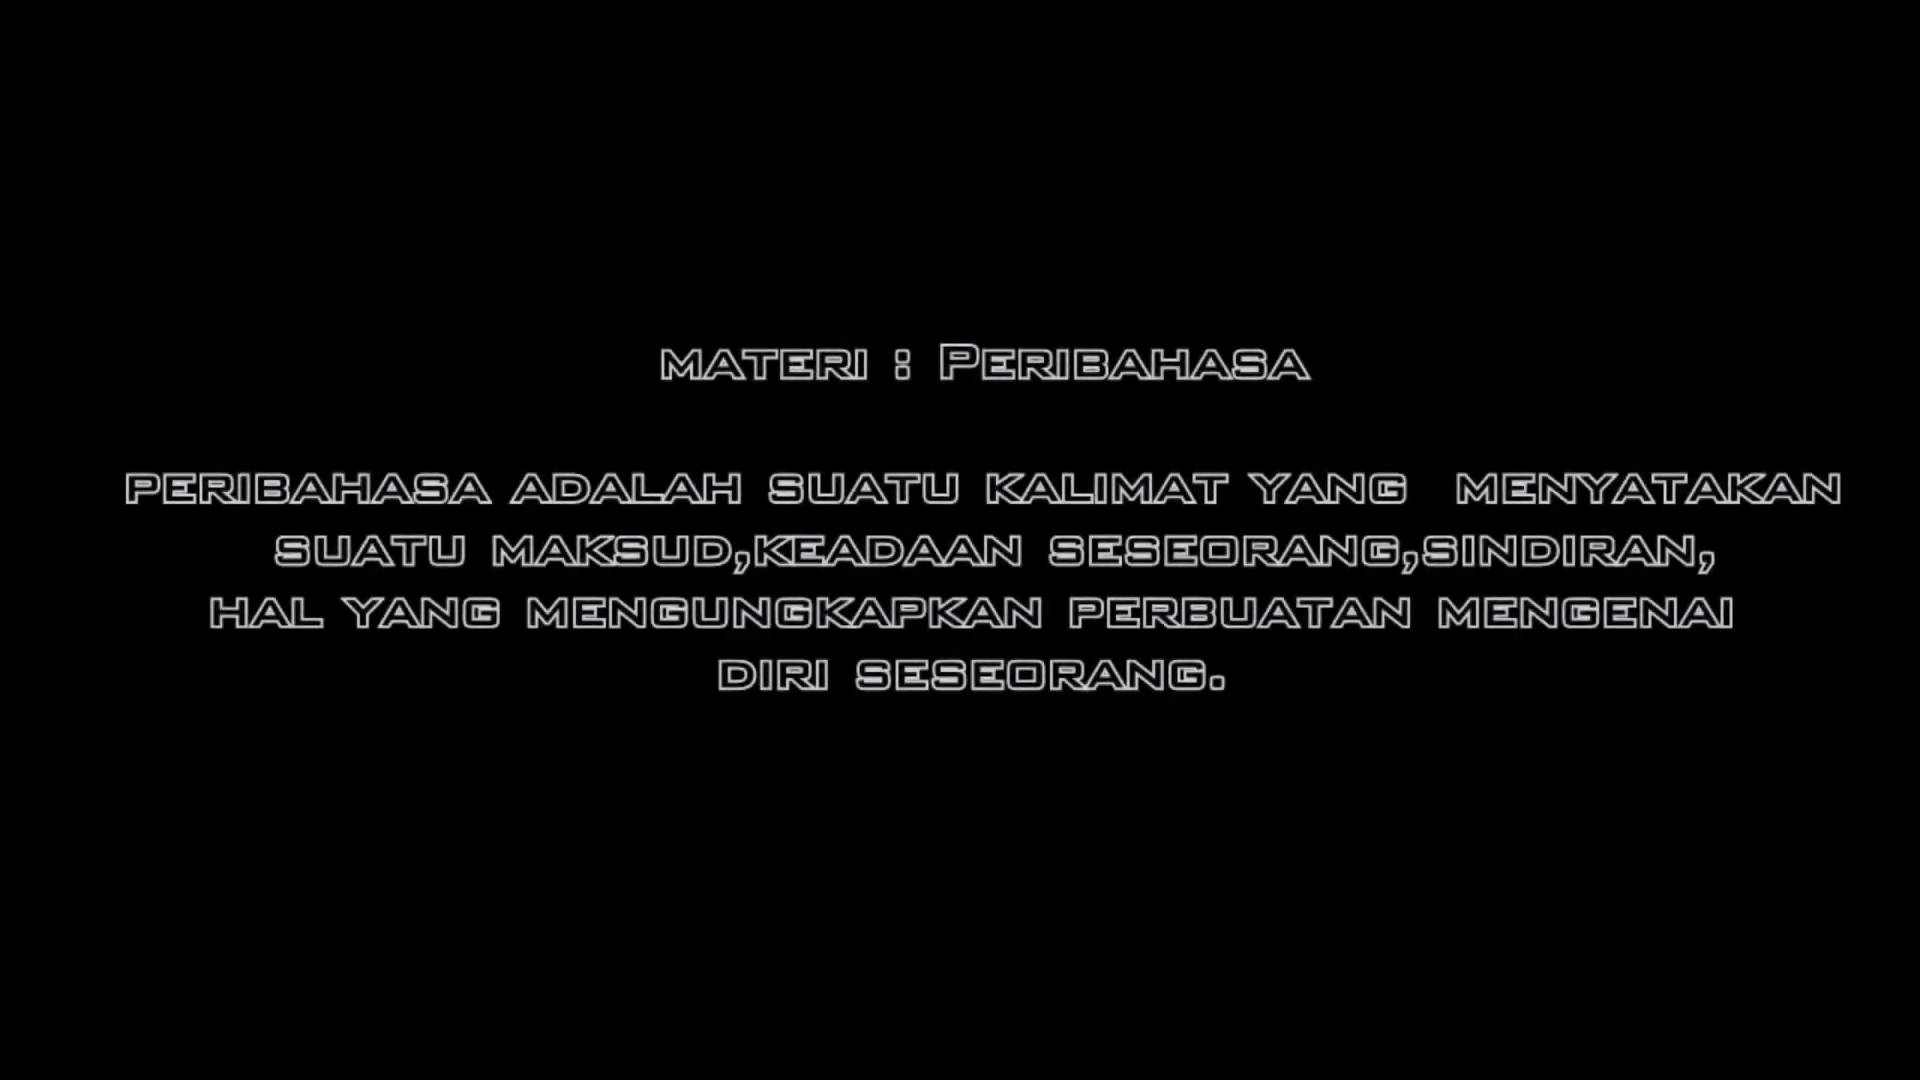 materi : Peribahasa
peribahasa adalah suatu kalimat yang menyatakan
suatu maksud,keadaan seseorang,sindiran,
hal yang mengungkapkan perbuatan mengenai
diri seseorang.